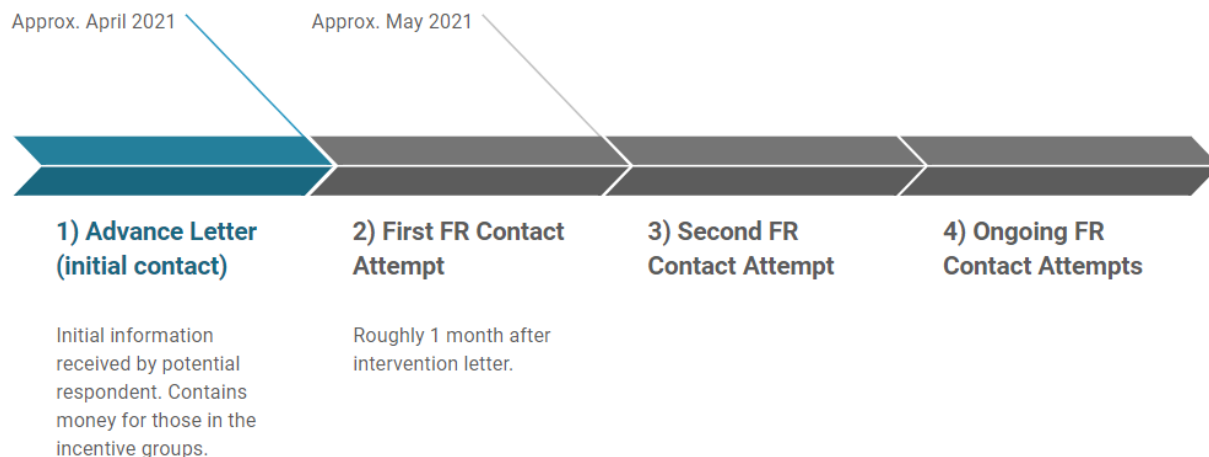 Approx. April 2021
Approx. May 2021
1) Advance Letter
(initial contact)
Initial information
received by potential
respondent. Contains
money for those in the
incentive groups.
2) First FR Contact
Attempt
Roughly 1 month after
intervention letter.
3) Second FR
Contact Attempt
4) Ongoing FR
Contact Attempts